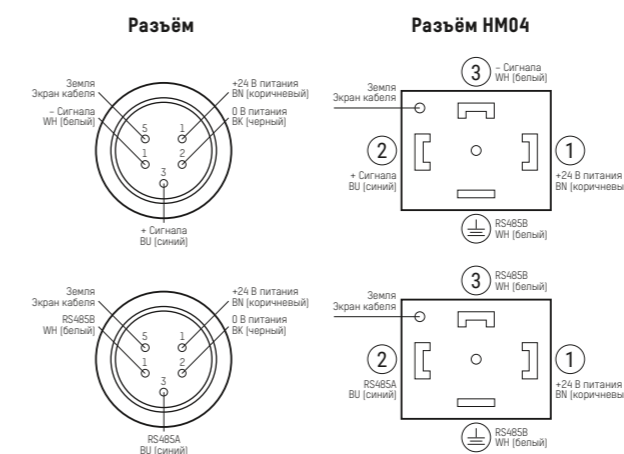 Разъём
Земля
Экран кабеля
– Сигнала
WH (белый)
+24 В питания
BN (коричневый)
0 В питания
BK (черный)
5
1
1
2
3
+ Сигнала
BU (синий)
Разъём HM04
3
– Сигнала
WH (белый)
Земля
Экран кабеля
2
+ Сигнала
BU (синий)
1
+24 В питания
BN (коричневы
RS485B
WH (белый)
Земля
Экран кабеля
RS485B
WH (белый)
+24 В питания
BN (коричневый)
0 В питания
BK (черный)
5
1
1
2
3
RS485A
BU (синий)
3
RS485B
WH (белый)
Земля
Экран кабеля
2
RS485A
BU (синий)
1
+24 В питания
BN (коричневы
RS485B
WH (белый)